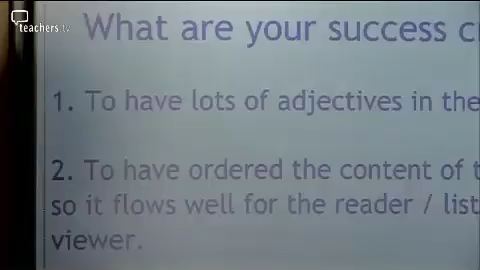 teachers.tv
What are your success
1. To have lots of adjectives in the
2. To have ordered the content of
so it flows well for the reader /
viewer.